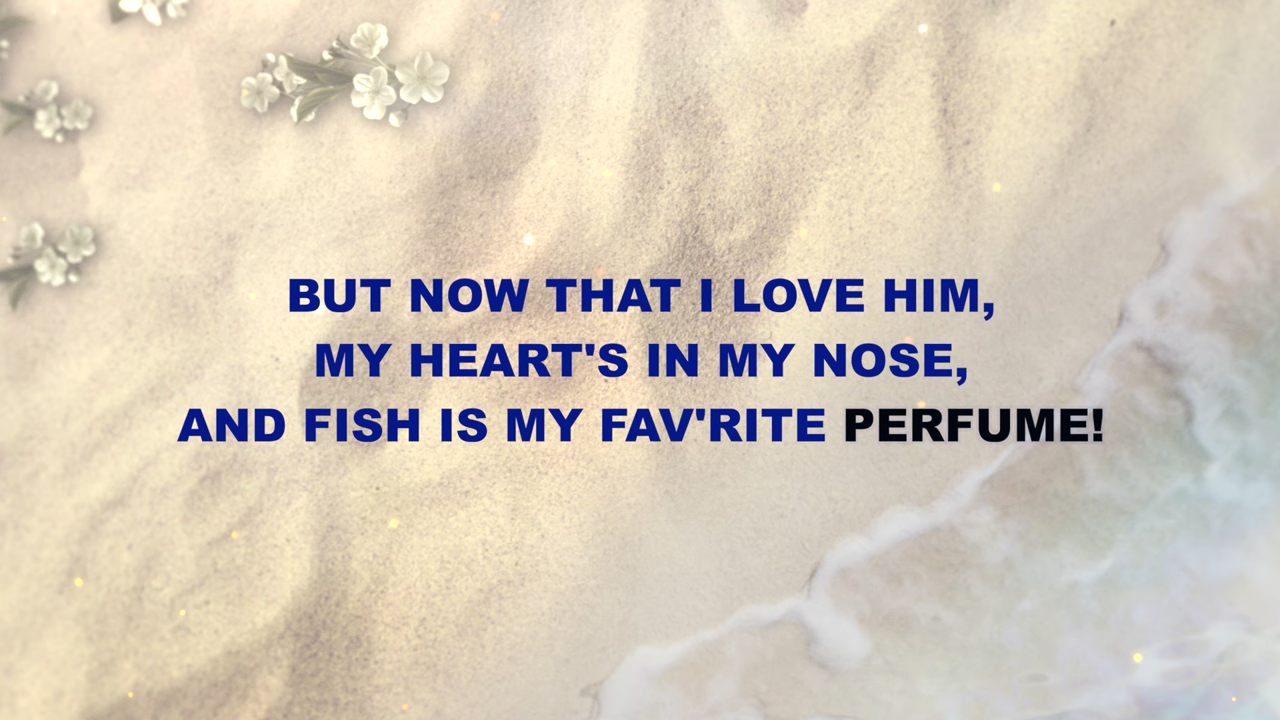 BUT NOW THAT I LOVE HIM,
MY HEART'S IN MY NOSE,
AND FISH IS MY FAV'RITE PERFUME!